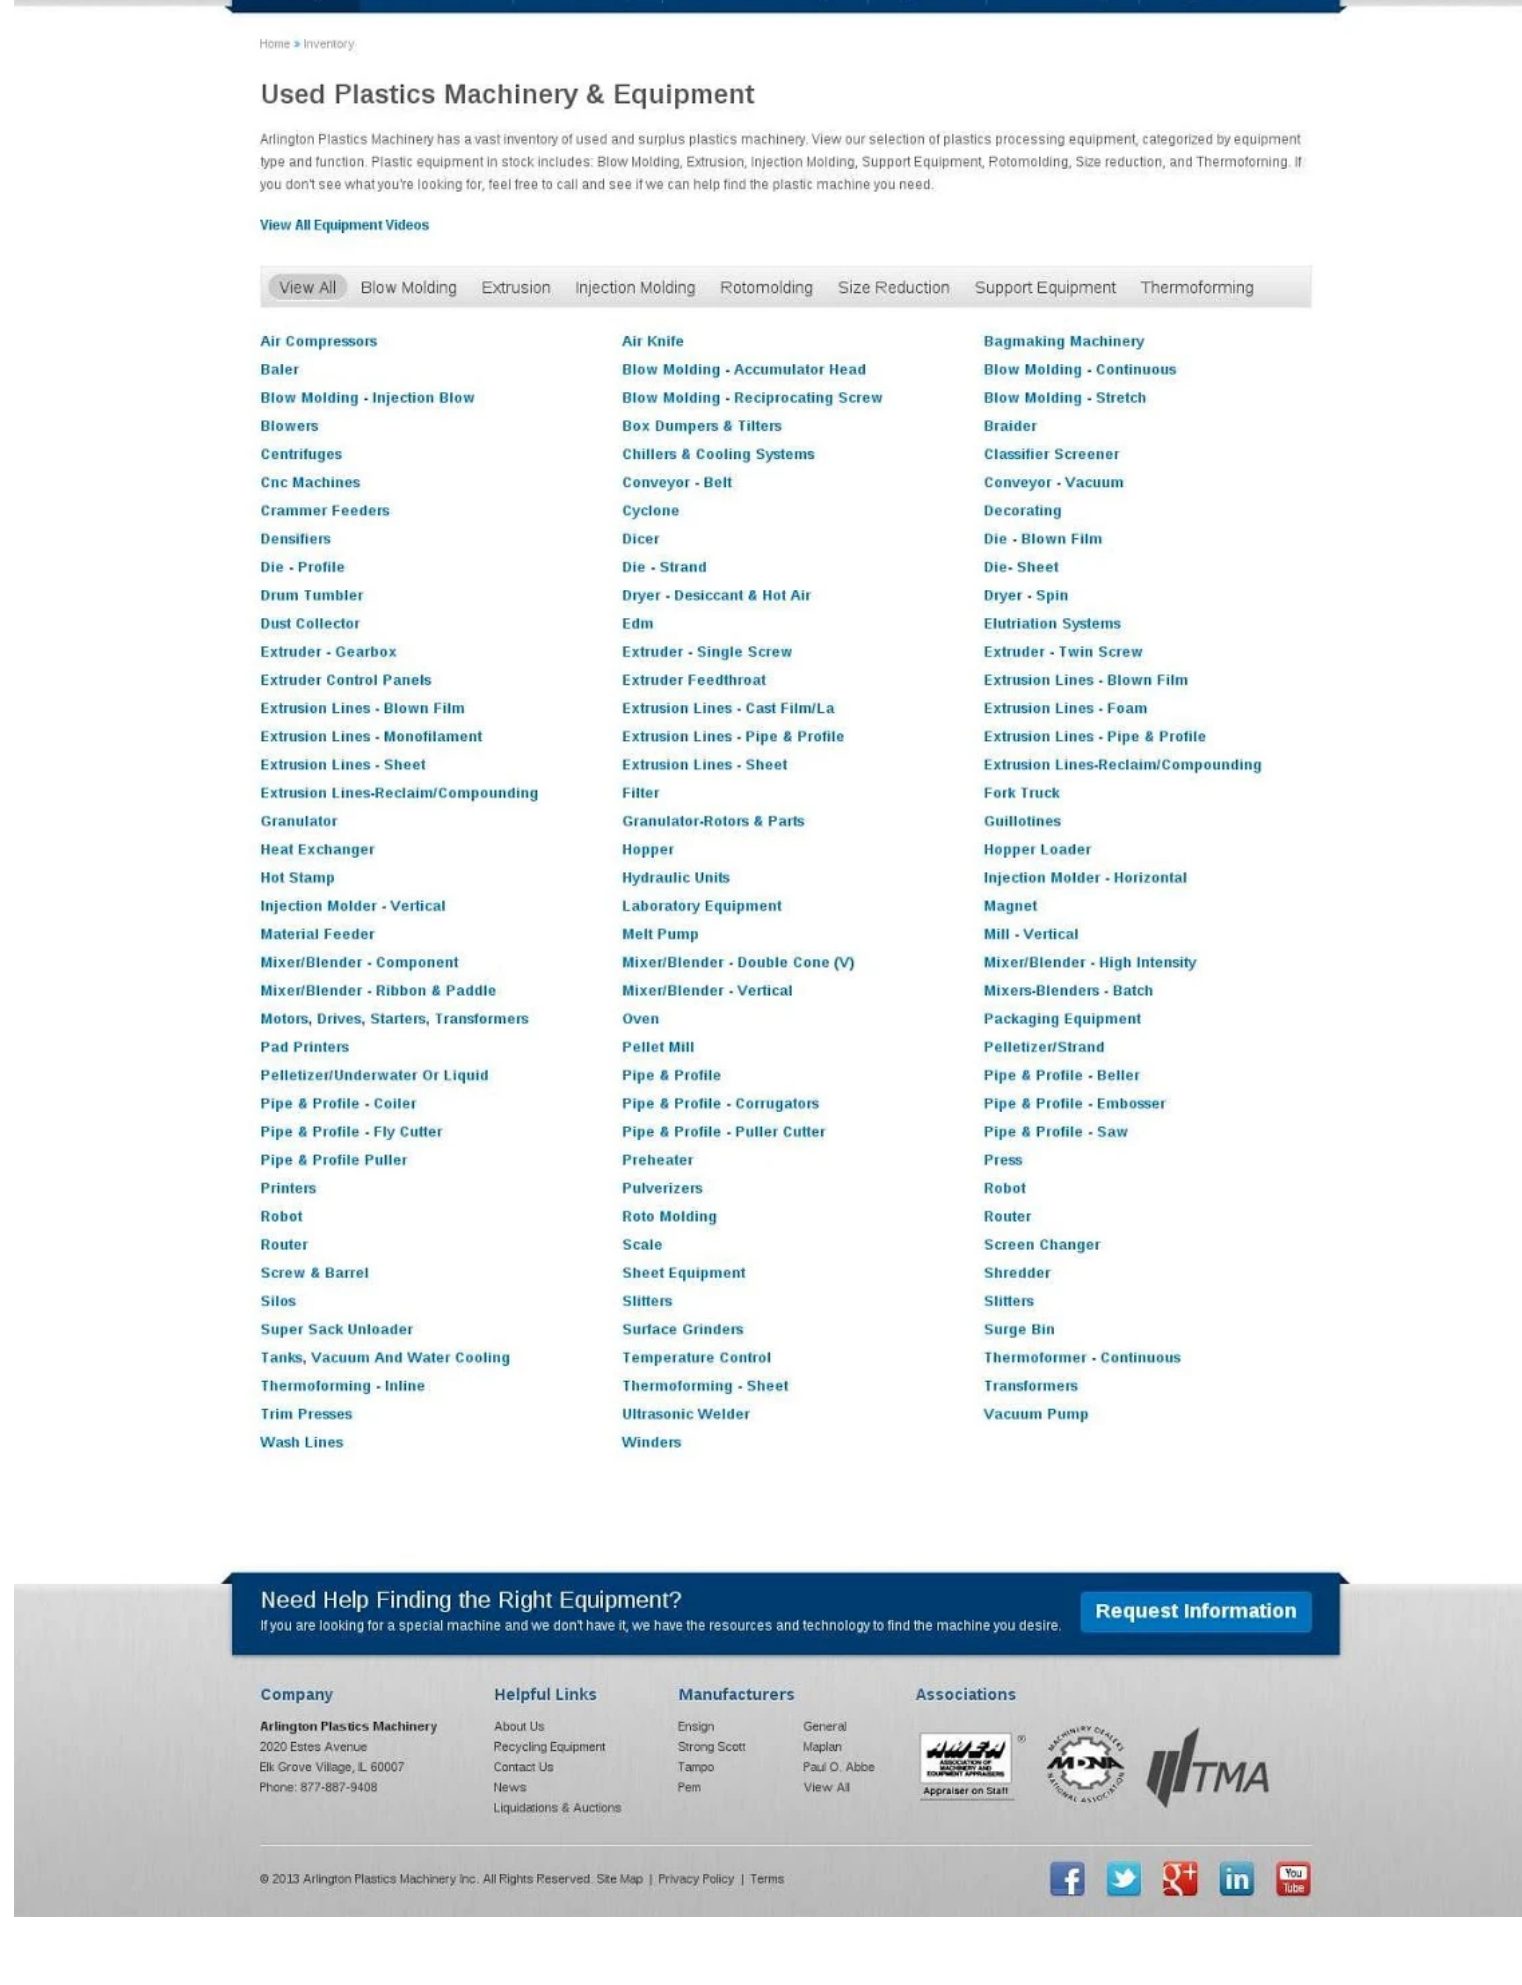 Home » Inventory
Used Plastics Machinery & Equipment
Arlington Plastics Machinery has a vast inventory of used and surplus plastics machinery. View our selection of plastics processing equipment, categorized by equipment
type and function. Plastic equipment in stock includes: Blow Molding, Extrusion, Injection Molding, Support Equipment, Rotomolding, Size reduction, and Thermoforning. If
you don't see what you're looking for, feel free to call and see if we can help find the plastic machine you need.
View All Equipment Videos
View All Blow Molding Extrusion Injection Molding Rotomolding Size Reduction Support Equipment Thermoforming
Air Compressors Air Knife Bagmaking Machinery
Baler Blow Molding - Accumulator Head Blow Molding - Continuous
Blow Molding - Injection Blow Blow Molding - Reciprocating Screw Blow Molding - Stretch
Blowers Box Dumpers & Tilters Braider
Centrifuges Chillers & Cooling Systems Classifier Screener
Cnc Machines Conveyor - Belt Conveyor - Vacuum
Crammer Feeders Cyclone Decorating
Densifiers Dicer Die - Blown Film
Die - Profile Die - Strand Die- Sheet
Drum Tumbler Dryer - Desiccant & Hot Air Dryer - Spin
Dust Collector Edm Elutriation Systems
Extruder - Gearbox Extruder - Single Screw Extruder - Twin Screw
Extruder Control Panels Extruder Feedthroat Extrusion Lines - Blown Film
Extrusion Lines - Blown Film Extrusion Lines - Cast Film/La Extrusion Lines - Foam
Extrusion Lines - Monofilament Extrusion Lines - Pipe & Profile Extrusion Lines - Pipe & Profile
Extrusion Lines - Sheet Extrusion Lines - Sheet Extrusion Lines-Reclaim/Compounding
Extrusion Lines-Reclaim/Compounding Filter Fork Truck
Granulator Granulator-Rotors & Parts Guillotines
Heat Exchanger Hopper Hopper Loader
Hot Stamp Hydraulic Units Injection Molder - Horizontal
Injection Molder - Vertical Laboratory Equipment Magnet
Material Feeder Melt Pump Mill - Vertical
Mixer/Blender - Component Mixer/Blender - Double Cone (V) Mixer/Blender - High Intensity
Mixer/Blender - Ribbon & Paddle Mixer/Blender - Vertical Mixers-Blenders - Batch
Motors, Drives, Starters, Transformers Oven Packaging Equipment
Pad Printers Pellet Mill Pelletizer/Strand
Pelletizer/Underwater Or Liquid Pipe & Profile Pipe & Profile - Beller
Pipe & Profile - Coiler Pipe & Profile - Corrugators Pipe & Profile - Embosser
Pipe & Profile - Fly Cutter Pipe & Profile - Puller Cutter Pipe & Profile - Saw
Pipe & Profile Puller Preheater Press
Printers Pulverizers Robot
Robot Roto Molding Router
Router Scale Screen Changer
Screw & Barrel Sheet Equipment Shredder
Silos Slitters Slitters
Super Sack Unloader Surface Grinders Surge Bin
Tanks, Vacuum And Water Cooling Temperature Control Thermoformer - Continuous
Thermoforming - Inline Thermoforming - Sheet Transformers
Trim Presses Ultrasonic Welder Vacuum Pump
Wash Lines Winders
Need Help Finding the Right Equipment?
If you are looking for a special machine and we don't have it, we have the resources and technology to find the machine you desire.
Request Information
Company
Arlington Plastics Machinery
2020 Estes Avenue
Elk Grove Village, IL 60007
Phone: 877-887-9408
Helpful Links
About Us
Recycling Equipment
Contact Us
News
Liquidations & Auctions
Manufacturers
Ensign General
Strong Scott Maplan
Tampo Paul O. Abbe
Pem View All
Associations
AMEA ®
ASSOCIATION OF
MACHINERY AND
EQUIPMENT APPRAISERS
Appraiser on Staff
MACHINERY DEALERS
MDNA
NATIONAL ASSOCIATION
TMA
© 2013 Arlington Plastics Machinery Inc. All Rights Reserved. Site Map | Privacy Policy | Terms
f g+ in You Tube